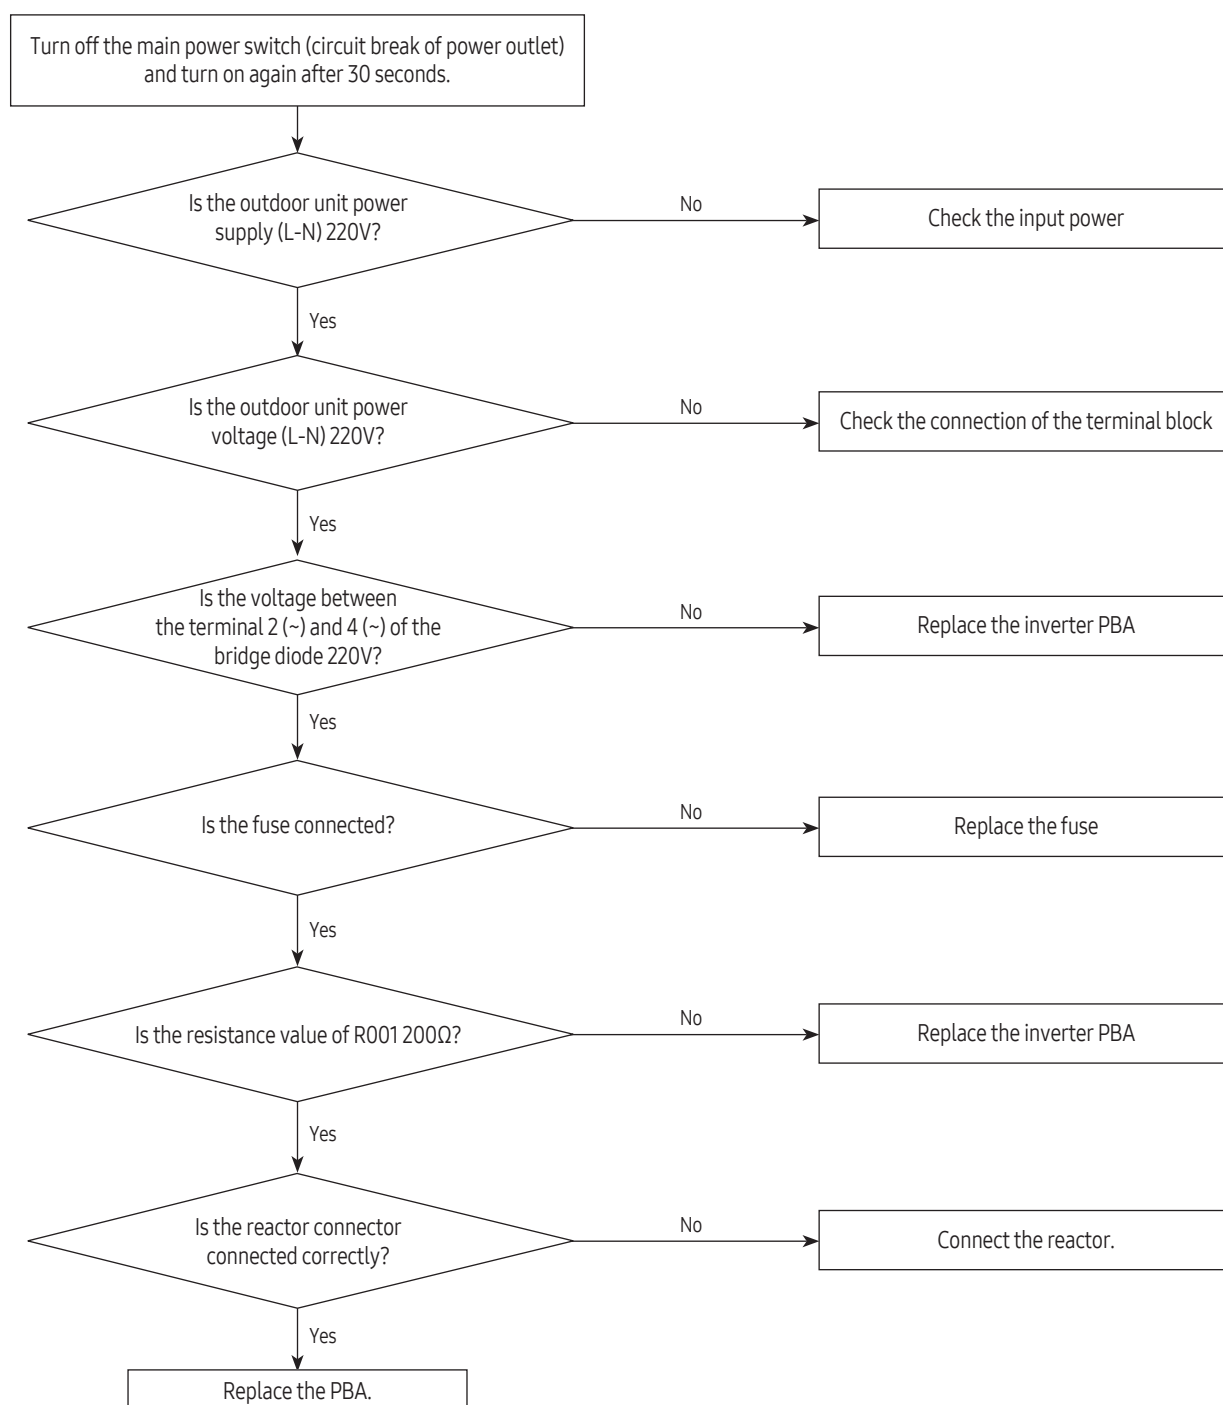 Turn off the main power switch (circuit break of power outlet)
and turn on again after 30 seconds.
Is the outdoor unit power
supply (L-N) 220V?
No
Check the input power
Yes
Is the outdoor unit power
voltage (L-N) 220V?
No
Check the connection of the terminal block
Yes
Is the voltage between
the terminal 2 (~) and 4 (~) of the
bridge diode 220V?
No
Replace the inverter PBA
Yes
Is the fuse connected?
No
Replace the fuse
Yes
Is the resistance value of R001 200Ω?
No
Replace the inverter PBA
Yes
Is the reactor connector
connected correctly?
No
Connect the reactor.
Yes
Replace the PBA.